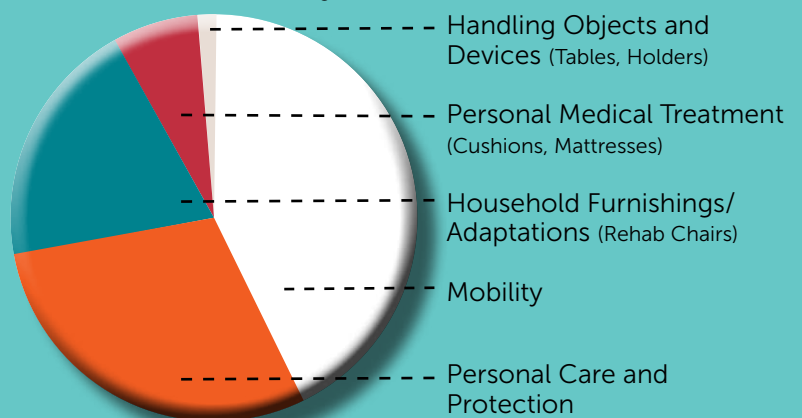 Handling Objects and
Devices (Tables, Holders)
Personal Medical Treatment
(Cushions, Mattresses)
Household Furnishings/
Adaptations (Rehab Chairs)
Mobility
Personal Care and
Protection